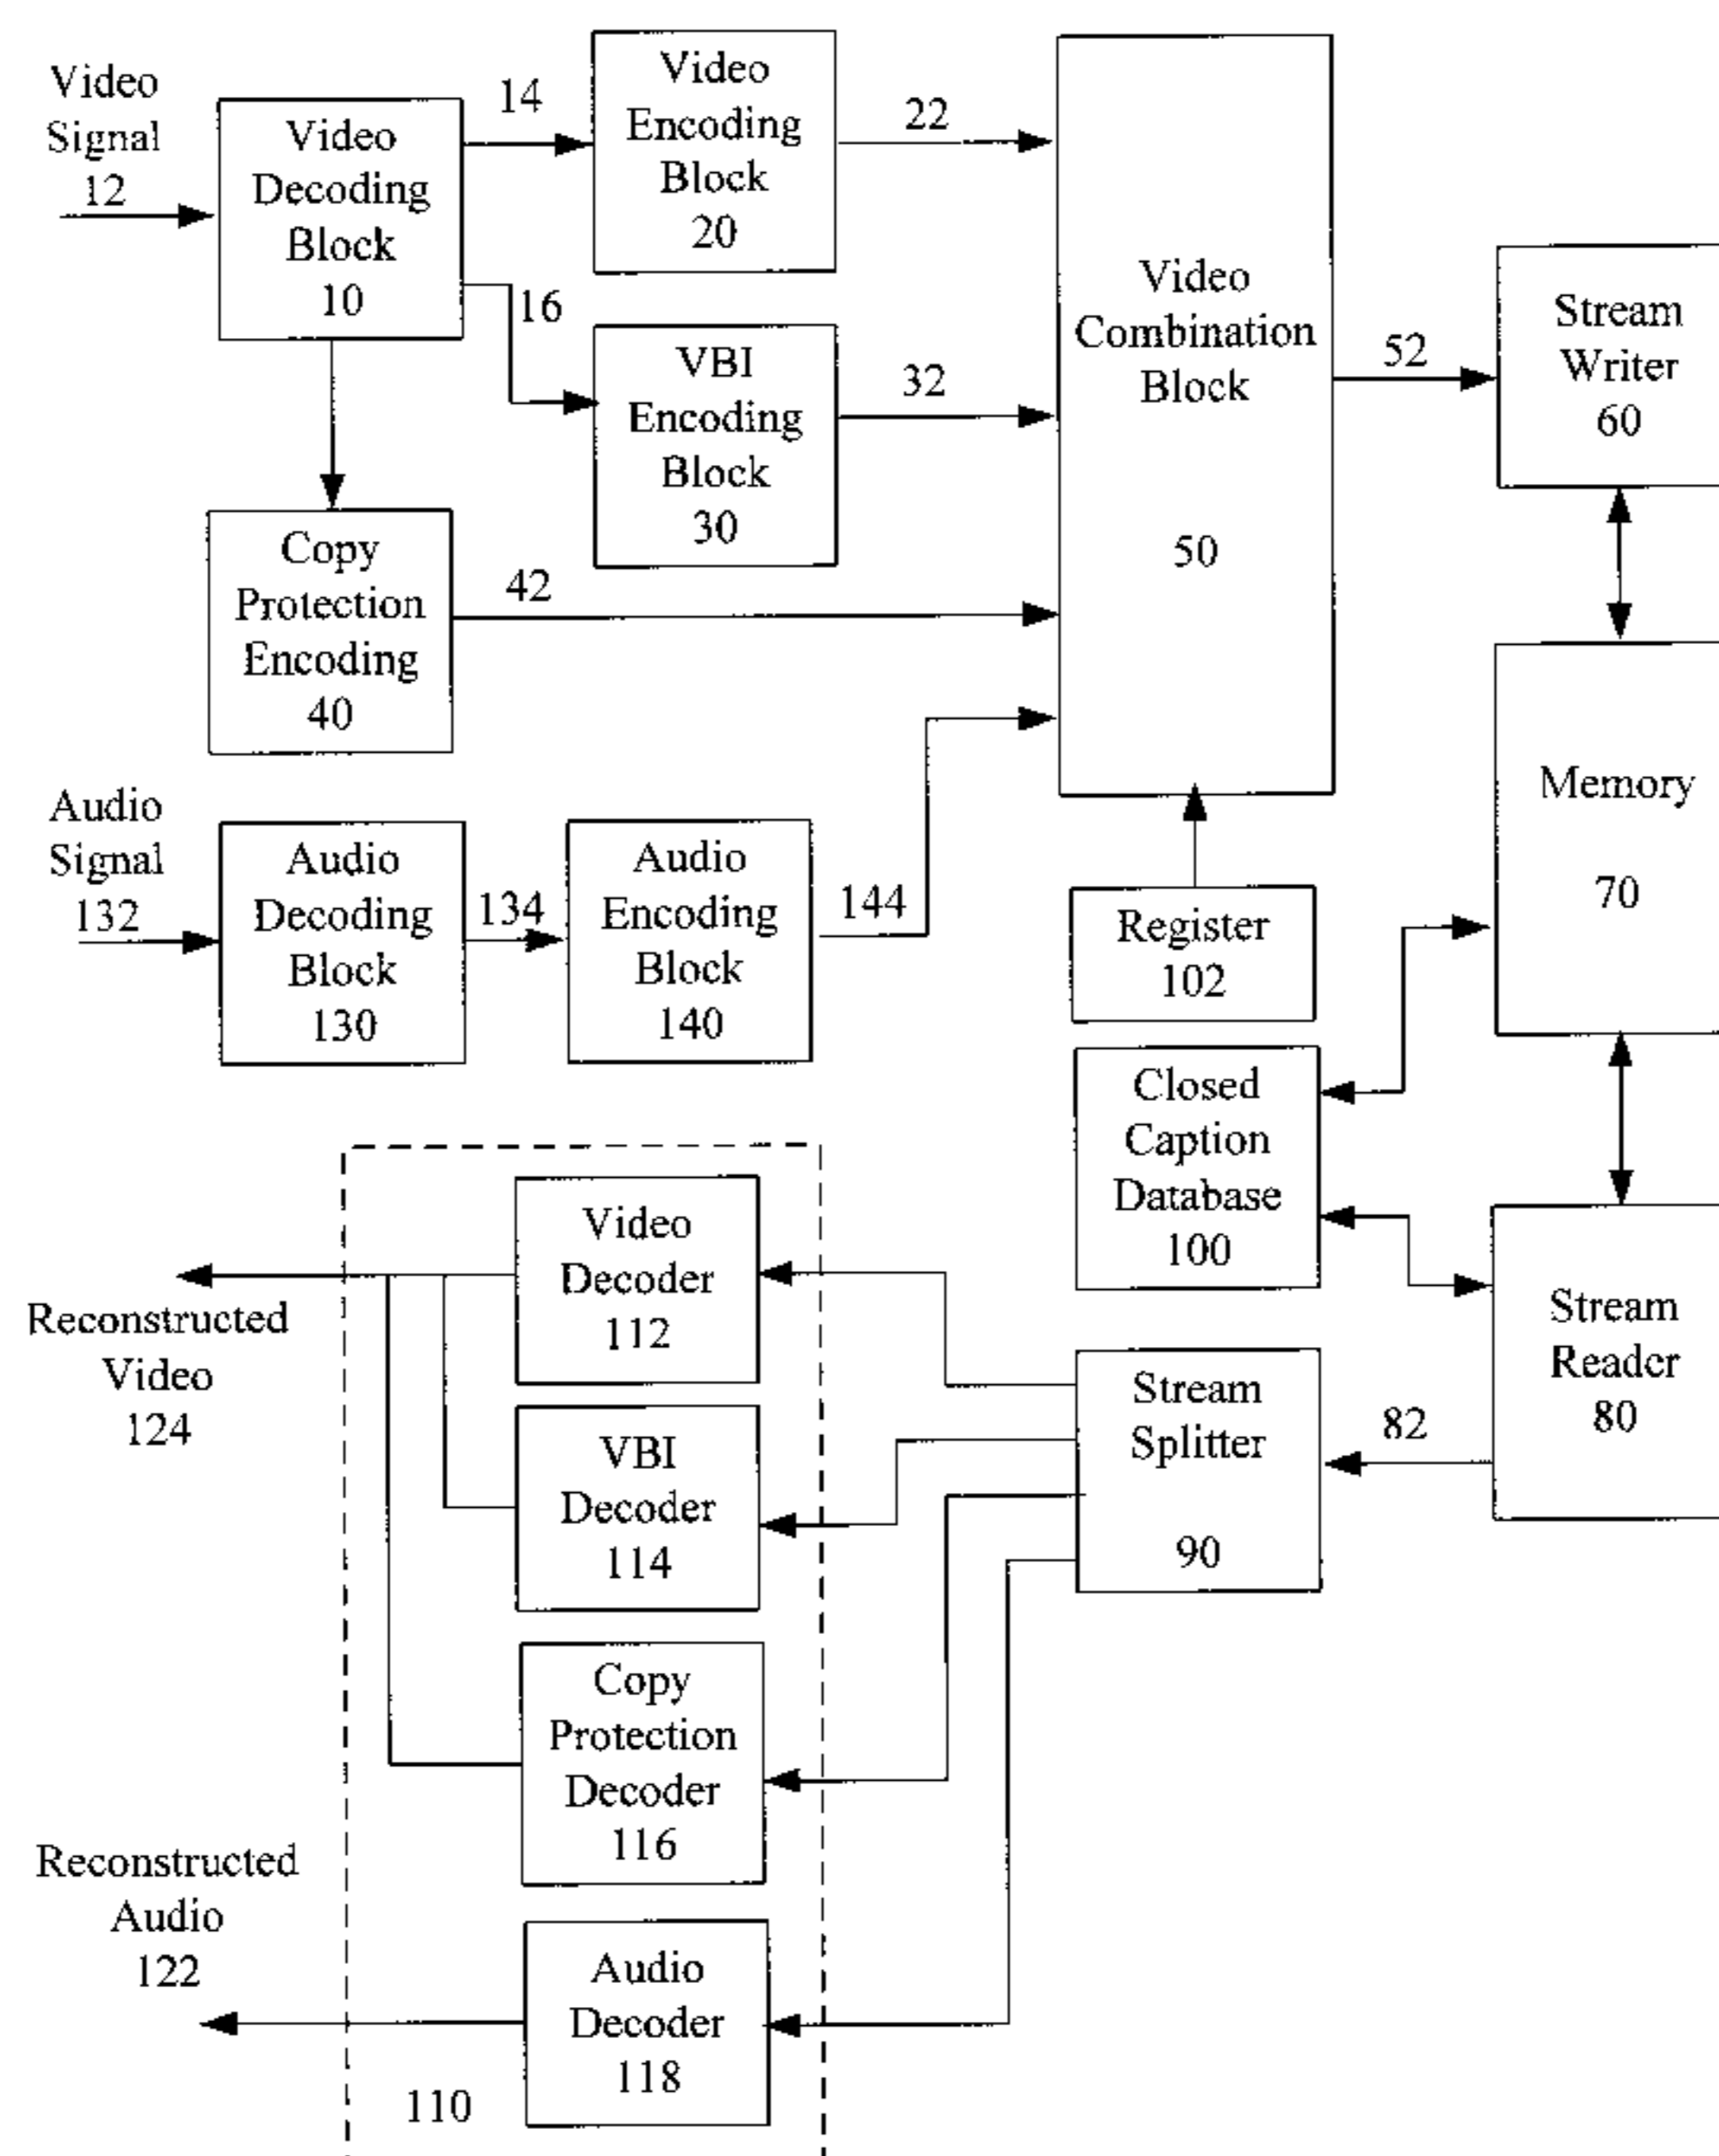 Video
Signal
12
Video
Decoding
Block
10
14
Video
Encoding
Block
20
22
16
VBI
Encoding
Block
30
32
Copy
Protection
Encoding
40
42
Video
Combination
Block
50
52
Stream
Writer
60
Memory
70
Audio
Signal
132
Audio
Decoding
Block
130
134
Audio
Encoding
Block
140
144
Register
102
Closed
Caption
Database
100
Stream
Reader
80
82
Stream
Splitter
90
Video
Decoder
112
VBI
Decoder
114
Copy
Protection
Decoder
116
Audio
Decoder
118
110
Reconstructed
Video
124
Reconstructed
Audio
122